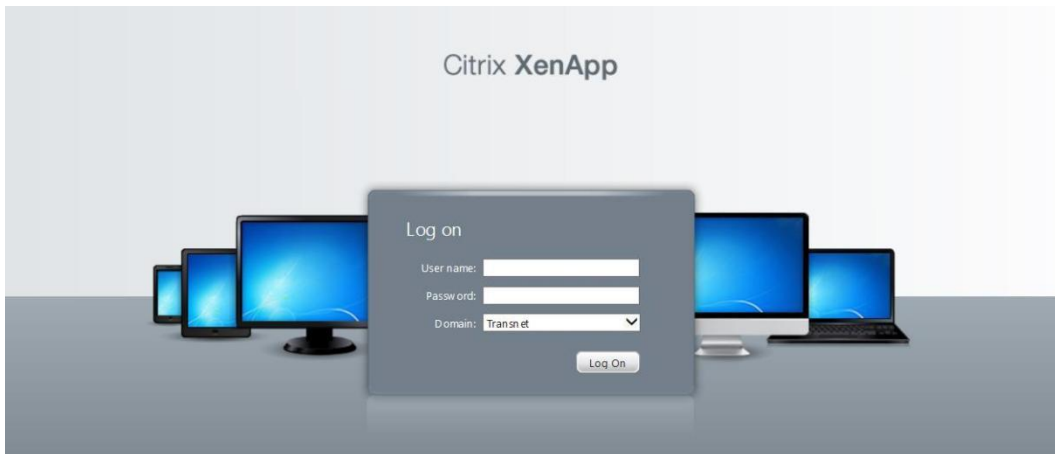 Citrix XenApp
Log on
User name:
Password:
Domain: Transnet
Log On